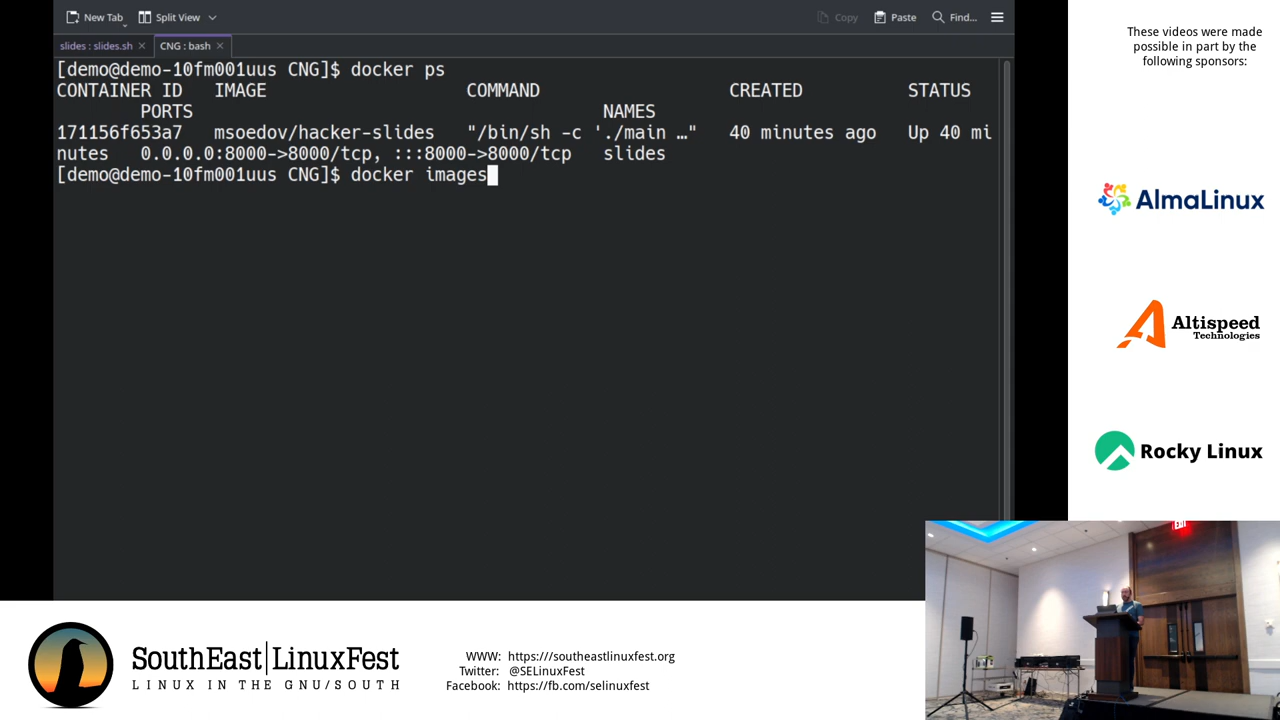 New Tab
Split View
Copy
Paste
Find...
slides : slides.sh
CNG : bash
[demo@demo-10fm001uus CNG]$ docker ps
CONTAINER ID   IMAGE                  COMMAND                  CREATED          STATUS
        PORTS                                       NAMES
171156f653a7   msoedov/hacker-slides   "/bin/sh -c './main …"   40 minutes ago   Up 40 mi
nutes   0.0.0.0:8000->8000/tcp, :::8000->8000/tcp   slides
[demo@demo-10fm001uus CNG]$ docker images
These videos were made
possible in part by the
following sponsors:
AlmaLinux
Altispeed
Technologies
Rocky Linux
EXIT
SouthEast LinuxFest
LINUX IN THE GNU/SOUTH
WWW: https:///southeastlinuxfest.org
Twitter: @SELinuxFest
Facebook: https://fb.com/selinuxfest